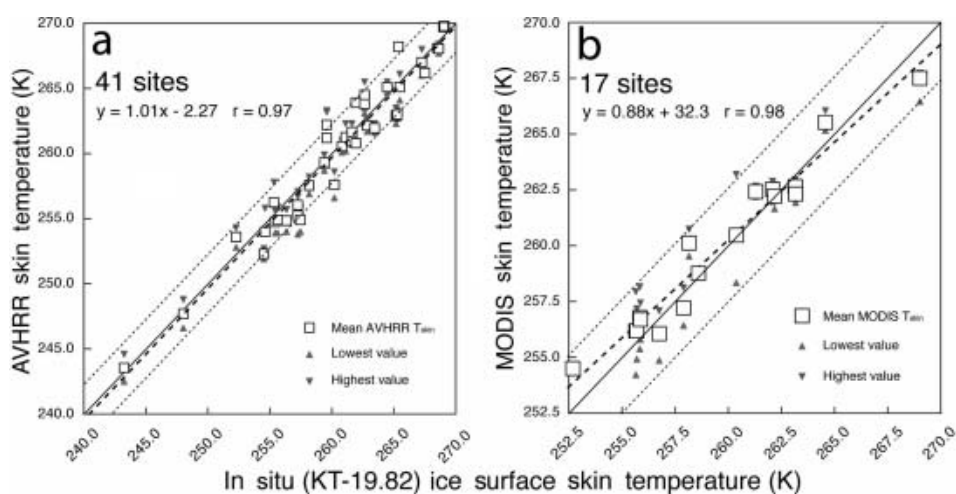 a
41 sites
y = 1.01x - 2.27 r = 0.97
AVHRR skin temperature (K)
270.0
265.0
260.0
255.0
250.0
245.0
240.0
Mean AVHRR Tskin
Lowest value
Highest value
240.0
245.0
250.0
255.0
260.0
265.0
270.0
b
17 sites
y = 0.88x + 32.3 r = 0.98
MODIS skin temperature (K)
270.0
267.5
265.0
262.5
260.0
257.5
255.0
252.5
Mean MODIS Tskin
Lowest value
Highest value
252.5
255.0
257.5
260.0
262.5
265.0
267.5
270.0
In situ (KT-19.82) ice surface skin temperature (K)